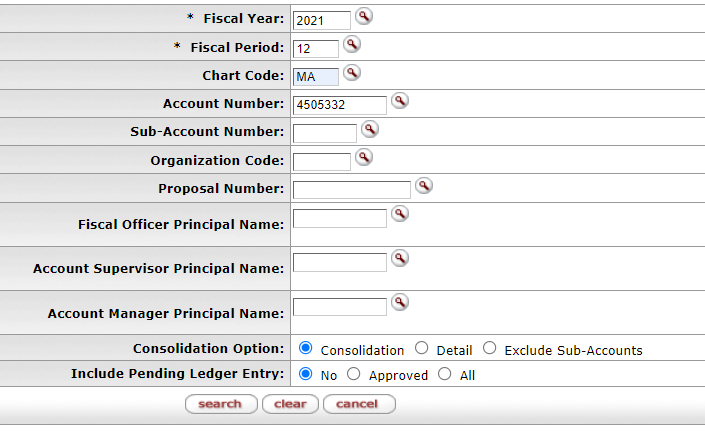 * Fiscal Year: 2021
* Fiscal Period: 12
Chart Code: MA
Account Number: 4505332
Sub-Account Number:
Organization Code:
Proposal Number:
Fiscal Officer Principal Name:
Account Supervisor Principal Name:
Account Manager Principal Name:
Consolidation Option: Consolidation Detail Exclude Sub-Accounts
Include Pending Ledger Entry: No Approved All
search clear cancel